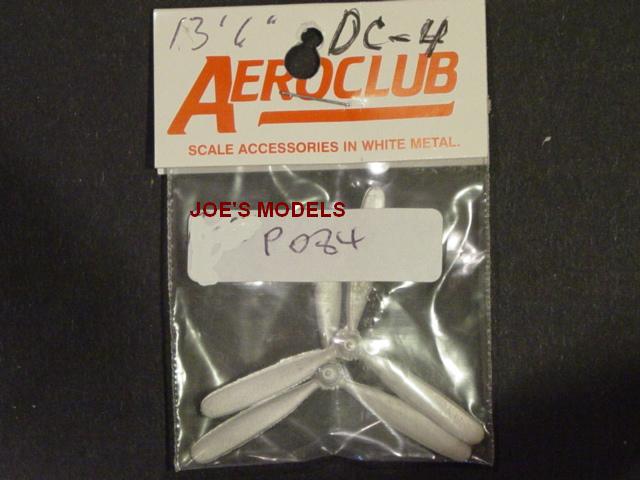 13'6" DC-4
AEROCLUB
SCALE ACCESSORIES IN WHITE METAL.
JOE'S MODELS
P084